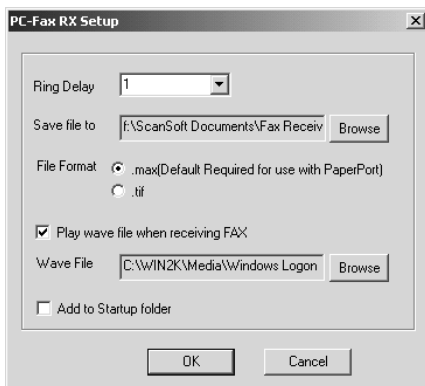 PC-Fax RX Setup
Ring Delay 1
Save file to f:\ScanSoft Documents\Fax Receiv Browse
File Format .max(Default Required for use with PaperPort)
.tif
Play wave file when receiving FAX
Wave File C:\WIN2K\Media\Windows Logon Browse
Add to Startup folder
OK Cancel